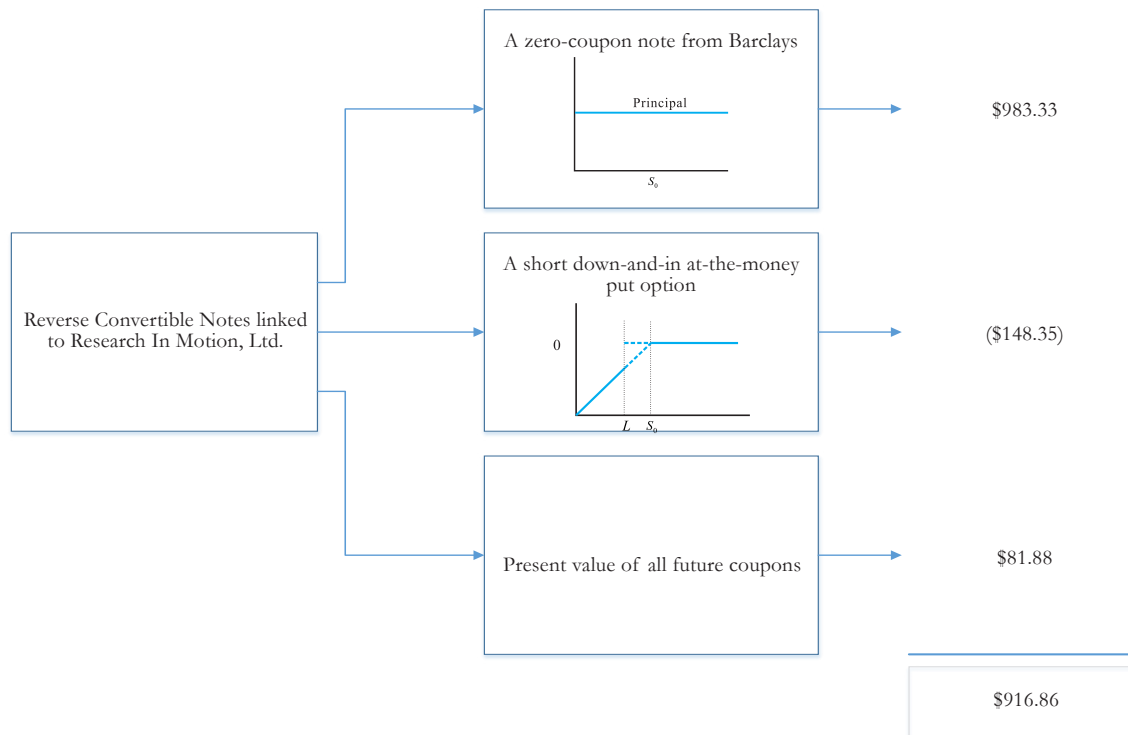 A zero-coupon note from Barclays
Principal
S₀
$983.33
Reverse Convertible Notes linked
to Research In Motion, Ltd.
A short down-and-in at-the-money
put option
0
L S₀
($148.35)
Present value of all future coupons
$81.88
$916.86